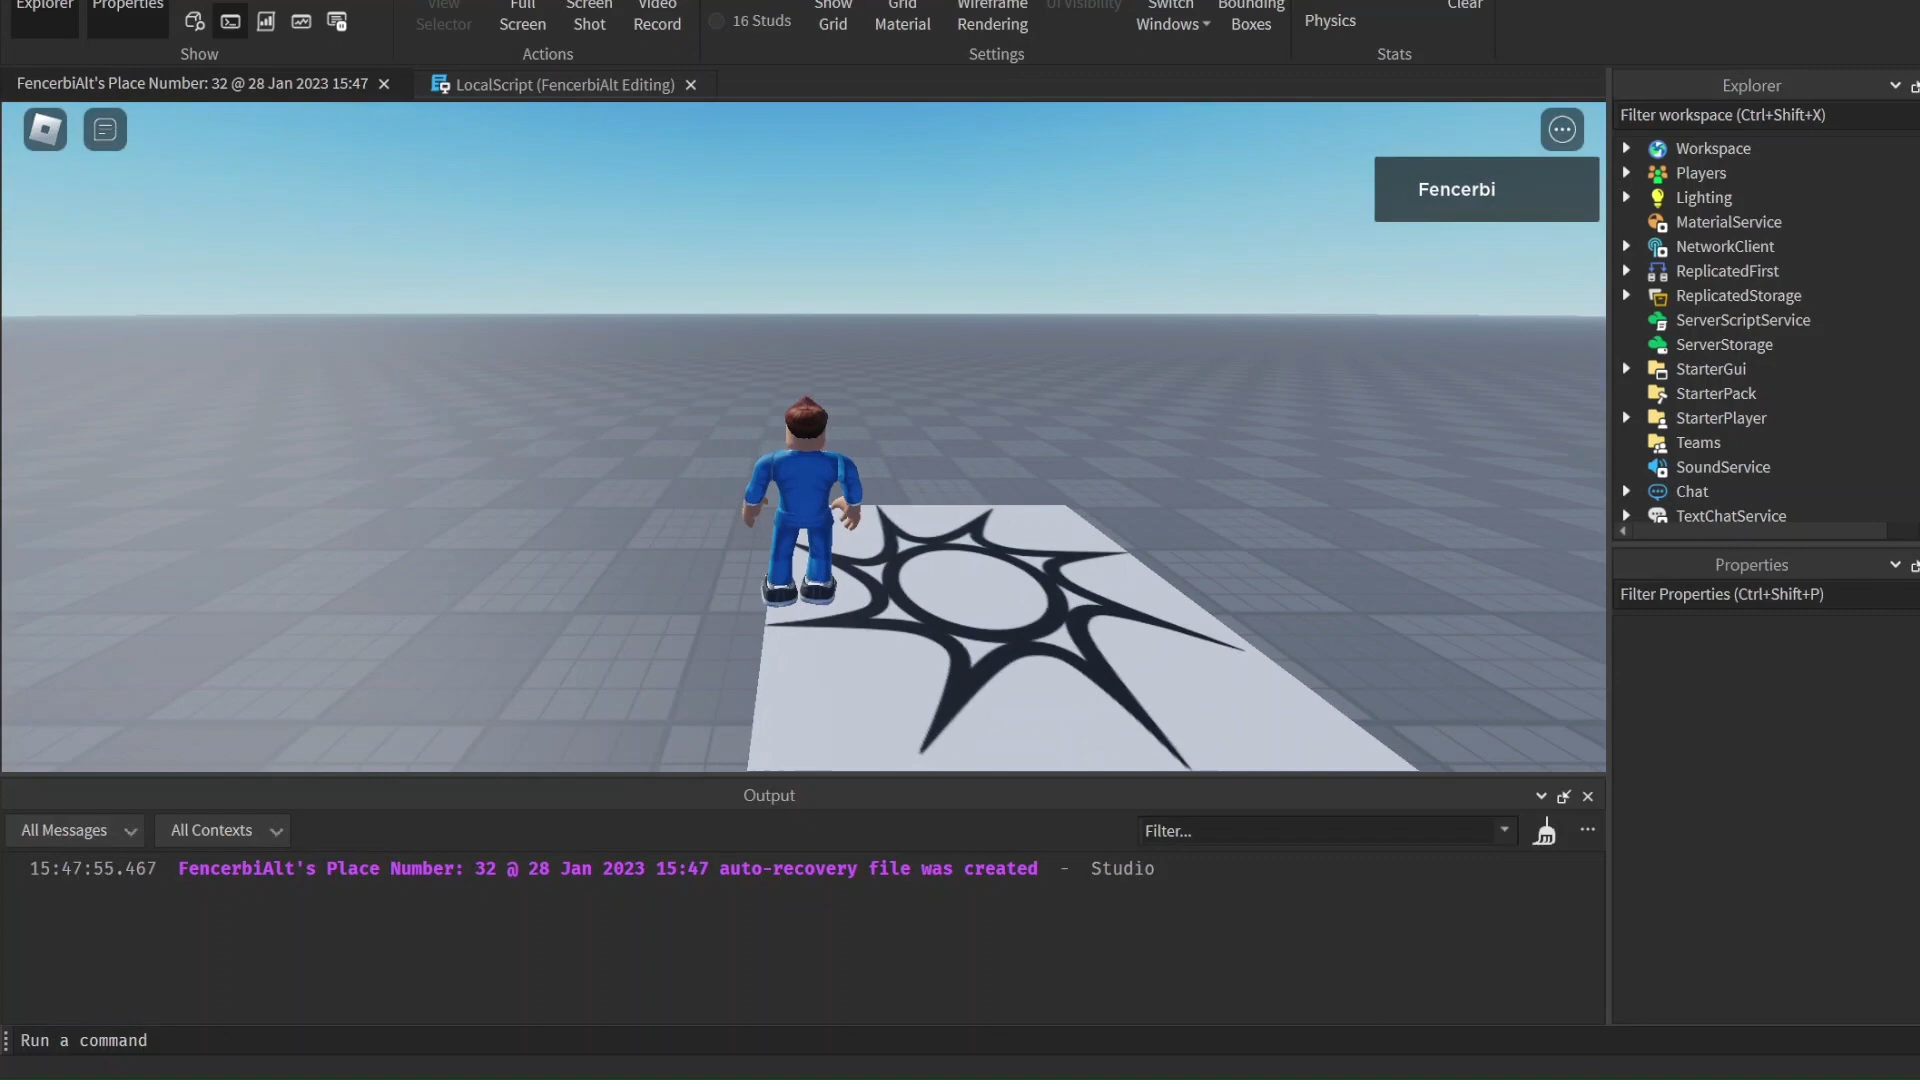 Explorer
Properties
View
Selector
Full
Screen
Screen
Shot
Video
Record
16 Studs
Show
Grid
Grid
Material
Wireframe
Rendering
UI Visibility
Switch
Windows
Bounding
Boxes
Physics
Clear
Show
Actions
Settings
Stats
FencerbiAlt's Place Number: 32 @ 28 Jan 2023 15:47
LocalScript (FencerbiAlt Editing)
Fencerbi
Explorer
Filter workspace (Ctrl+Shift+X)
Workspace
Players
Lighting
MaterialService
NetworkClient
ReplicatedFirst
ReplicatedStorage
ServerScriptService
ServerStorage
StarterGui
StarterPack
StarterPlayer
Teams
SoundService
Chat
TextChatService
Properties
Filter Properties (Ctrl+Shift+P)
Output
All Messages
All Contexts
Filter...
15:47:55.467 FencerbiAlt's Place Number: 32 @ 28 Jan 2023 15:47 auto-recovery file was created - Studio
Run a command